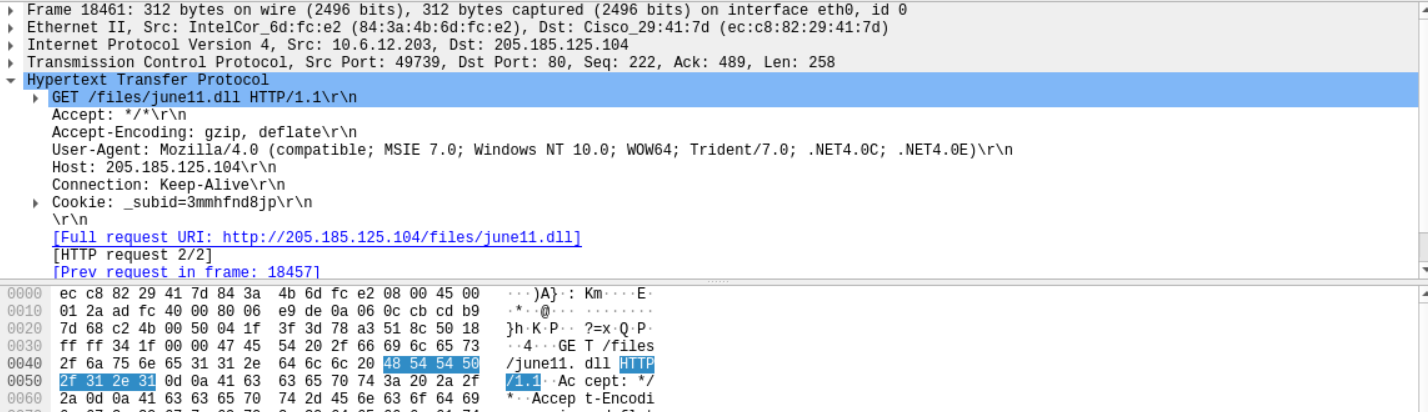 Frame 18461: 312 bytes on wire (2496 bits), 312 bytes captured (2496 bits) on interface eth0, id 0
Ethernet II, Src: IntelCor_6d:fc:e2 (84:3a:4b:6d:fc:e2), Dst: Cisco_29:41:7d (ec:c8:82:29:41:7d)
Internet Protocol Version 4, Src: 10.6.12.203, Dst: 205.185.125.104
Transmission Control Protocol, Src Port: 49739, Dst Port: 80, Seq: 222, Ack: 489, Len: 258
Hypertext Transfer Protocol
GET /files/june11.dll HTTP/1.1\r\n
Accept: */*\r\n
Accept-Encoding: gzip, deflate\r\n
User-Agent: Mozilla/4.0 (compatible; MSIE 7.0; Windows NT 10.0; WOW64; Trident/7.0; .NET4.0C; .NET4.0E)\r\n
Host: 205.185.125.104\r\n
Connection: Keep-Alive\r\n
Cookie: _subid=3mmhfnd8jp\r\n
\r\n
[Full request URI: http://205.185.125.104/files/june11.dll]
[HTTP request 2/2]
[Prev request in frame: 18457]
0000 ec c8 82 29 41 7d 84 3a 4b 6d fc e2 08 00 45 00 ···)A}·: Km····E·
0010 01 2a ad fc 40 00 80 06 e9 de 0a 06 0c cb cd b9 ·*··@··· ········
0020 7d 68 c2 4b 00 50 04 1f 3f 3d 78 a3 51 8c 50 18 }h·K·P·· ?=x·Q·P·
0030 ff ff 34 1f 00 00 47 45 54 20 2f 66 69 6c 65 73 ··4···GE T /files
0040 2f 6a 75 6e 65 31 31 2e 64 6c 6c 20 48 54 54 50 /june11. dll HTTP
0050 2f 31 2e 31 0d 0a 41 63 63 65 70 74 3a 20 2a 2f /1.1··Ac cept: */
0060 2a 0d 0a 41 63 63 65 70 74 2d 45 6e 63 6f 64 69 *··Accep t-Encodi